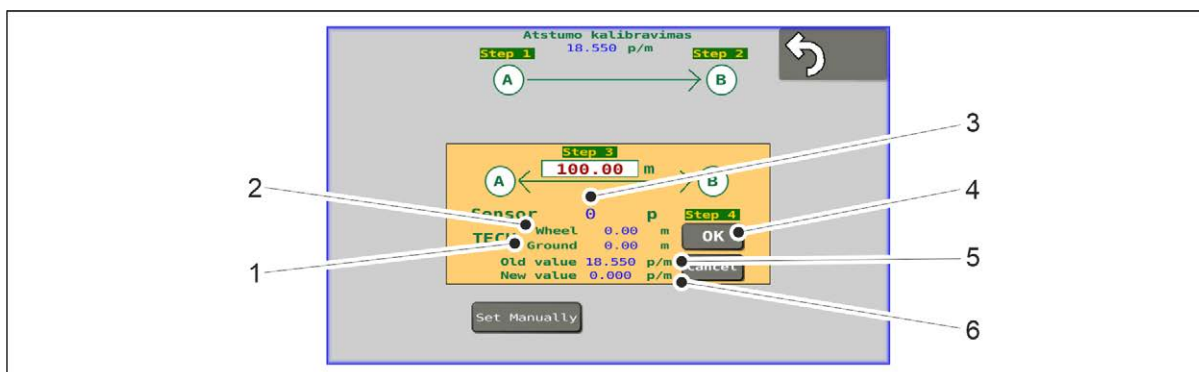 Atstumo kalibravimas
18.550 p/m
Step 1
Step 2
A
B
Step 3
100.00 m
A
B
Sensor 0 p
Step 4
TECU
Wheel 0.00 m
OK
Ground 0.00 m
Old value 18.550 p/m
Cancel
New value 0.000 p/m
Set Manually
1
2
3
4
5
6